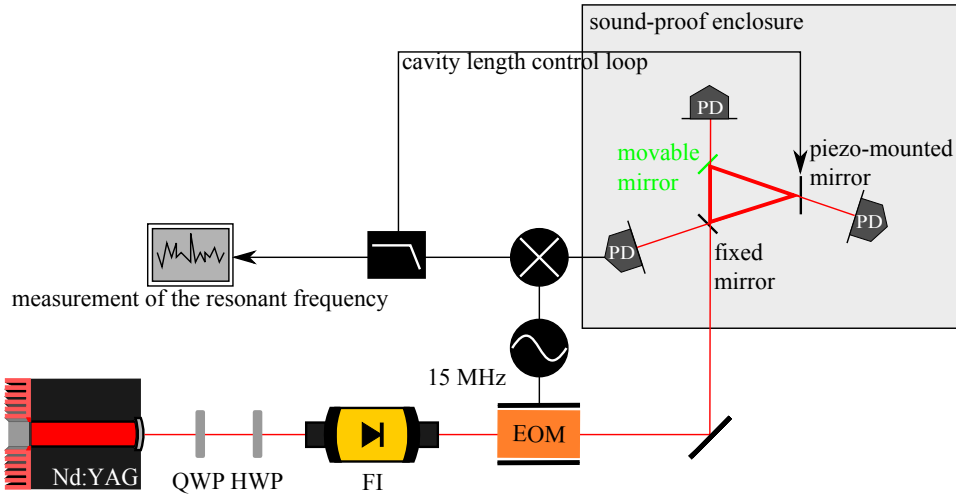 sound-proof enclosure
cavity length control loop
PD
movable
mirror
piezo-mounted
mirror
PD
PD
fixed
mirror
measurement of the resonant frequency
15 MHz
EOM
Nd:YAG
QWP
HWP
FI